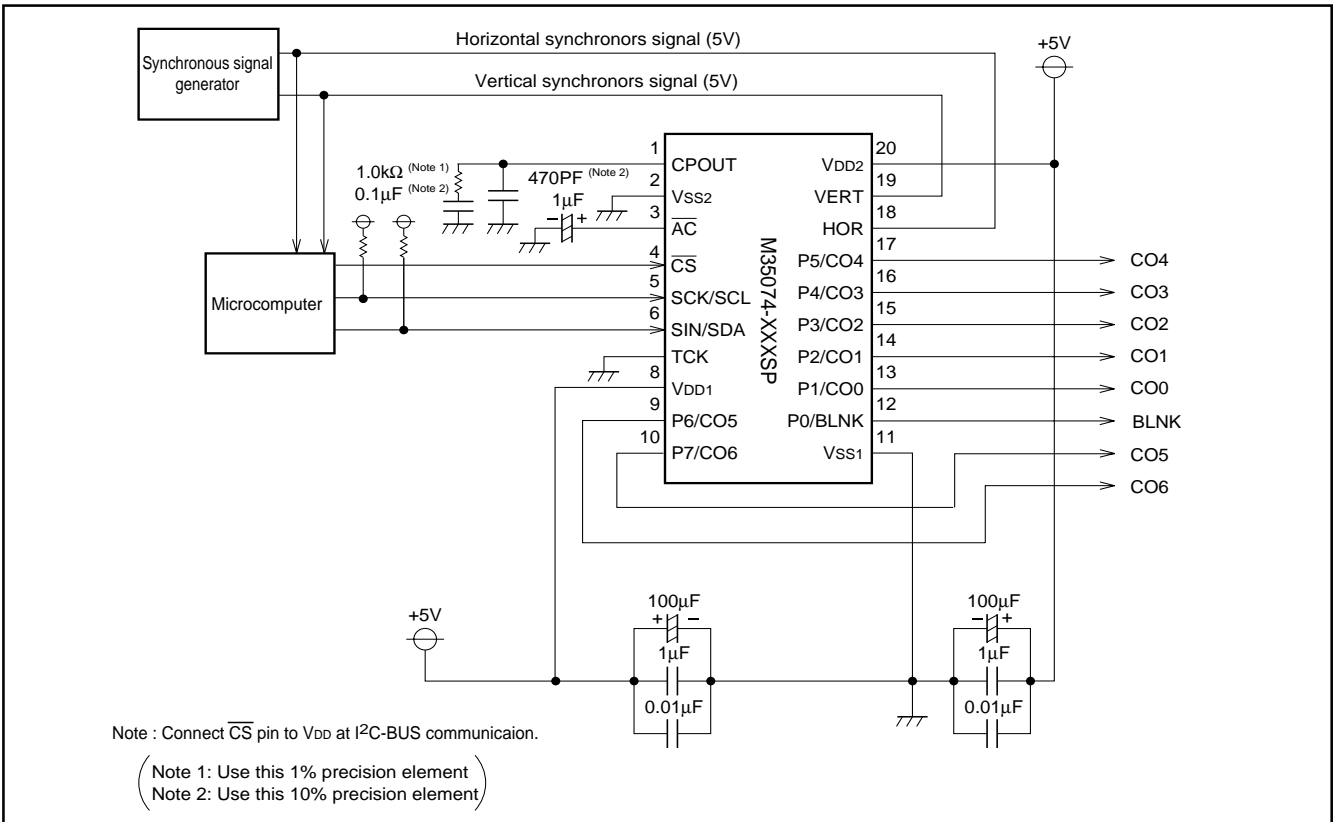 Horizontal synchronors signal (5V)
+5V
Synchronous signal
generator
Vertical synchronors signal (5V)
1
CPOUT
20
VDD2
1.0kΩ (Note 1)
0.1µF (Note 2)
470PF (Note 2)
1µF
− +
2
VSS2
19
VERT
3
AC
18
HOR
4
CS
17
P5/CO4
CO4
Microcomputer
5
SCK/SCL
16
P4/CO3
CO3
6
SIN/SDA
15
P3/CO2
CO2
TCK
14
P2/CO1
CO1
8
VDD1
13
P1/CO0
CO0
9
P6/CO5
12
P0/BLNK
BLNK
10
P7/CO6
11
VSS1
CO5
CO6
M35074-XXXSP
+5V
100µF
+ −
1µF
0.01µF
100µF
− +
1µF
0.01µF
Note : Connect CS pin to VDD at I2C-BUS communicaion.
Note 1: Use this 1% precision element
Note 2: Use this 10% precision element